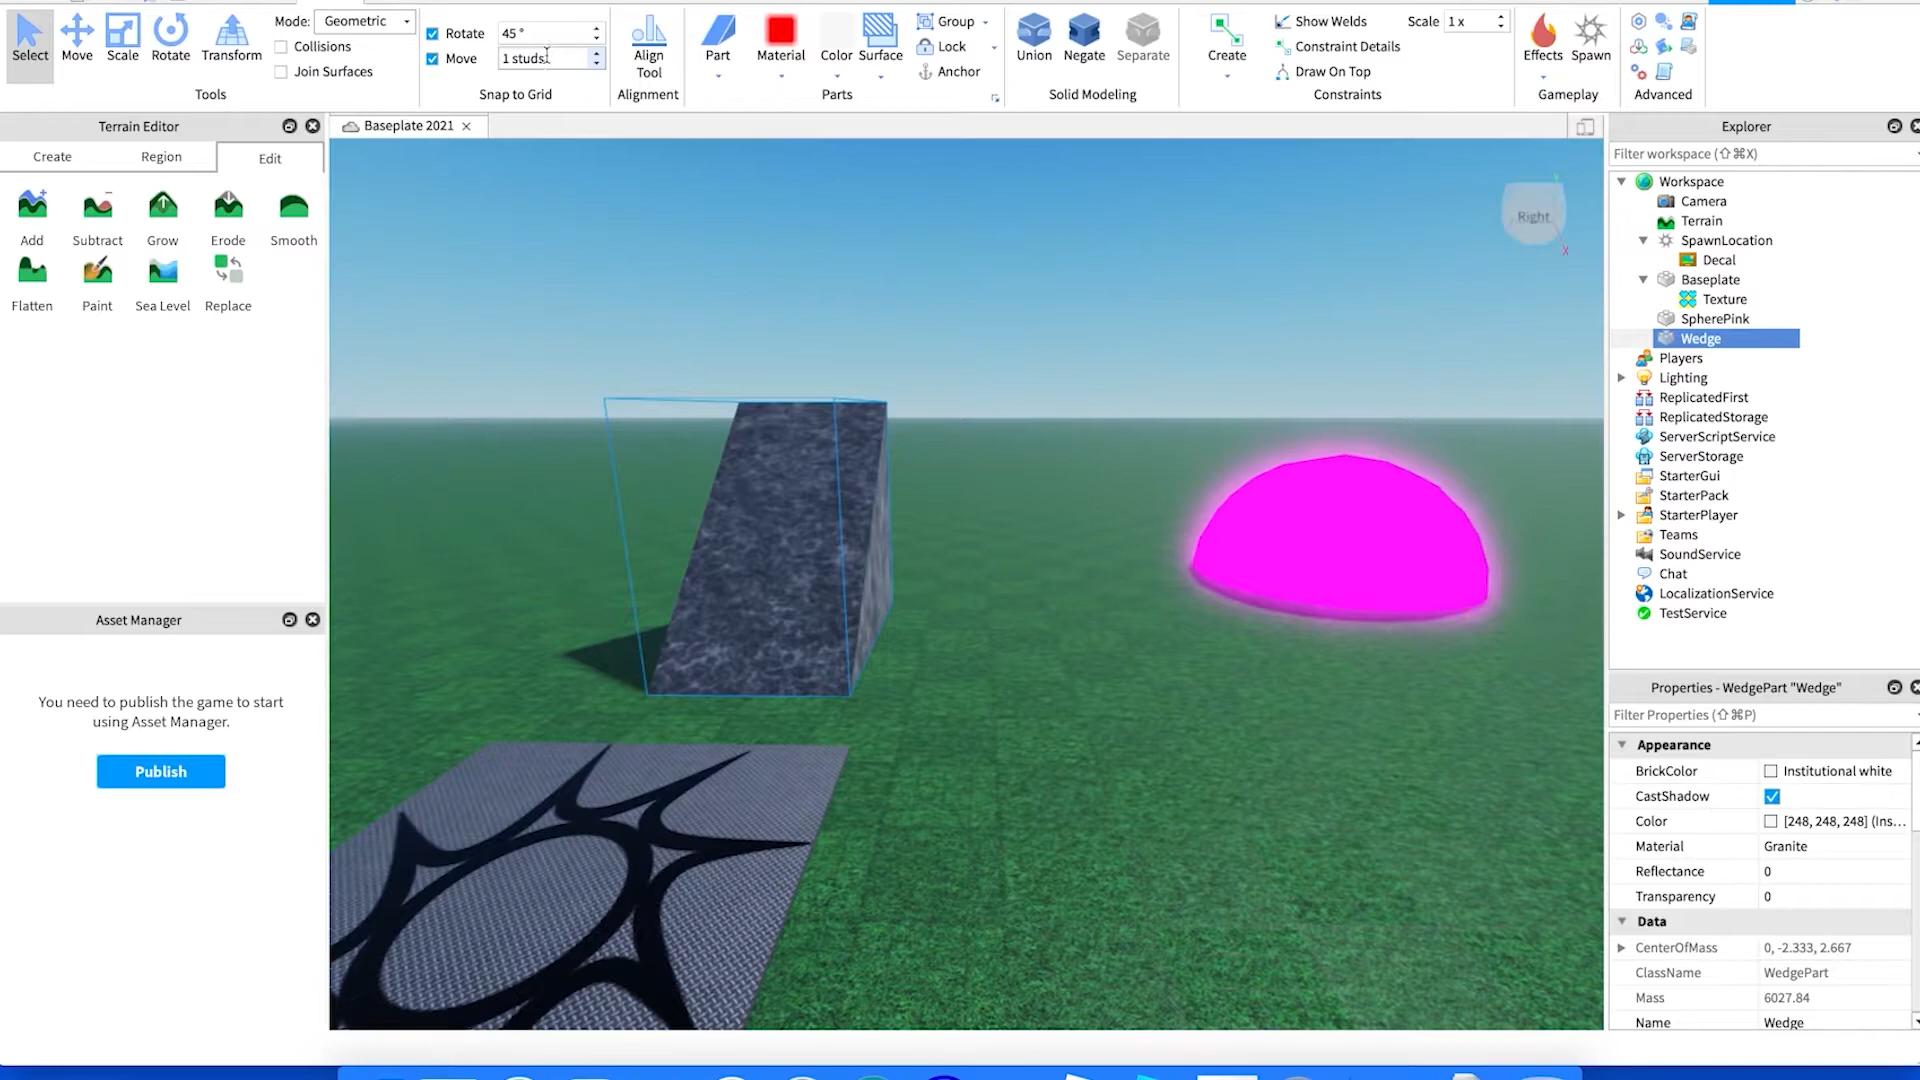 Select
Move
Scale
Rotate
Transform
Mode: Geometric
Collisions
Join Surfaces
Tools
Rotate 45 °
Move 1 studs
Snap to Grid
Align
Tool
Alignment
Part
Material
Color
Surface
Group
Lock
Anchor
Parts
Union
Negate
Separate
Solid Modeling
Create
Show Welds
Constraint Details
Draw On Top
Scale 1 x
Constraints
Effects
Spawn
Gameplay
Advanced
Terrain Editor
Create Region Edit
Add Subtract Grow Erode Smooth
Flatten Paint Sea Level Replace
Asset Manager
You need to publish the game to start
using Asset Manager.
Publish
Baseplate 2021
Right
Y
X
Explorer
Filter workspace (⇧⌘X)
Workspace
Camera
Terrain
SpawnLocation
Decal
Baseplate
Texture
SpherePink
Wedge
Players
Lighting
ReplicatedFirst
ReplicatedStorage
ServerScriptService
ServerStorage
StarterGui
StarterPack
StarterPlayer
Teams
SoundService
Chat
LocalizationService
TestService
Properties - WedgePart "Wedge"
Filter Properties (⇧⌘P)
Appearance
BrickColor Institutional white
CastShadow
Color [248, 248, 248] (Ins...
Material Granite
Reflectance 0
Transparency 0
Data
CenterOfMass 0, -2.333, 2.667
ClassName WedgePart
Mass 6027.84
Name Wedge